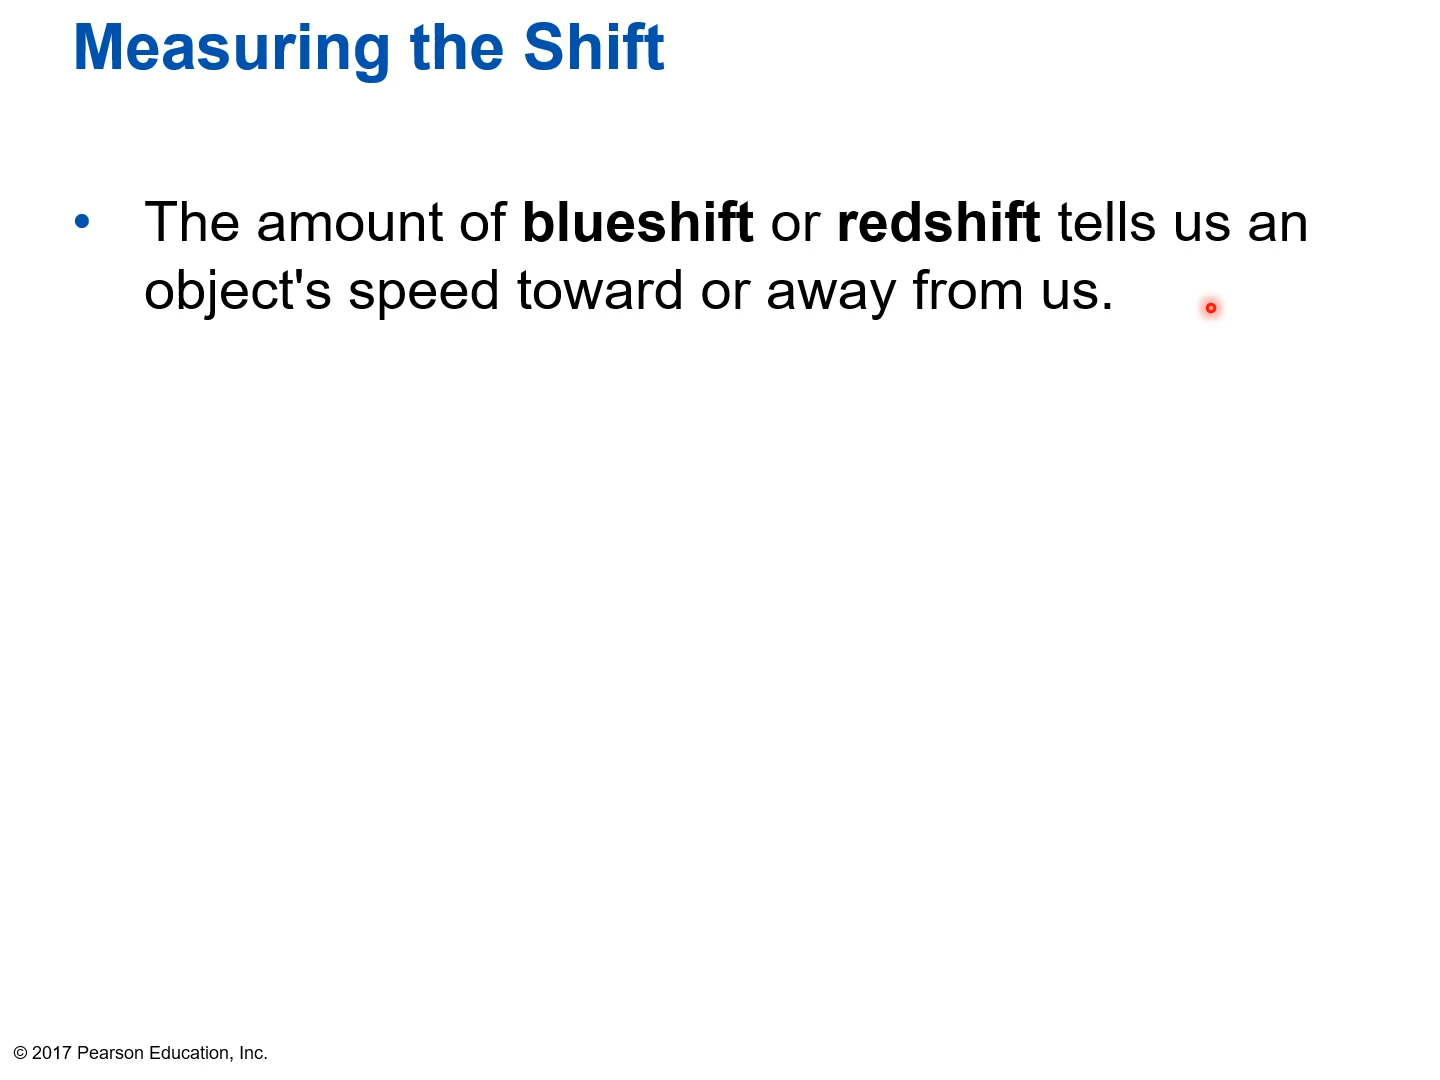 Measuring the Shift
• The amount of blueshift or redshift tells us an
object's speed toward or away from us.
© 2017 Pearson Education, Inc.